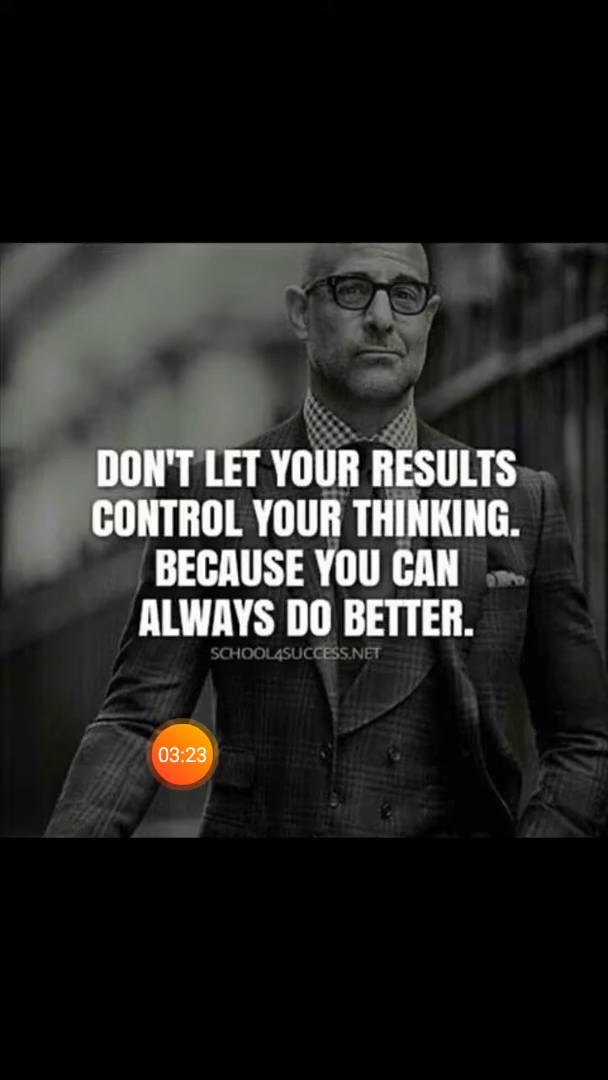 DON'T LET YOUR RESULTS
CONTROL YOUR THINKING.
BECAUSE YOU CAN
ALWAYS DO BETTER.
SCHOOL4SUCCESS.NET
03:23